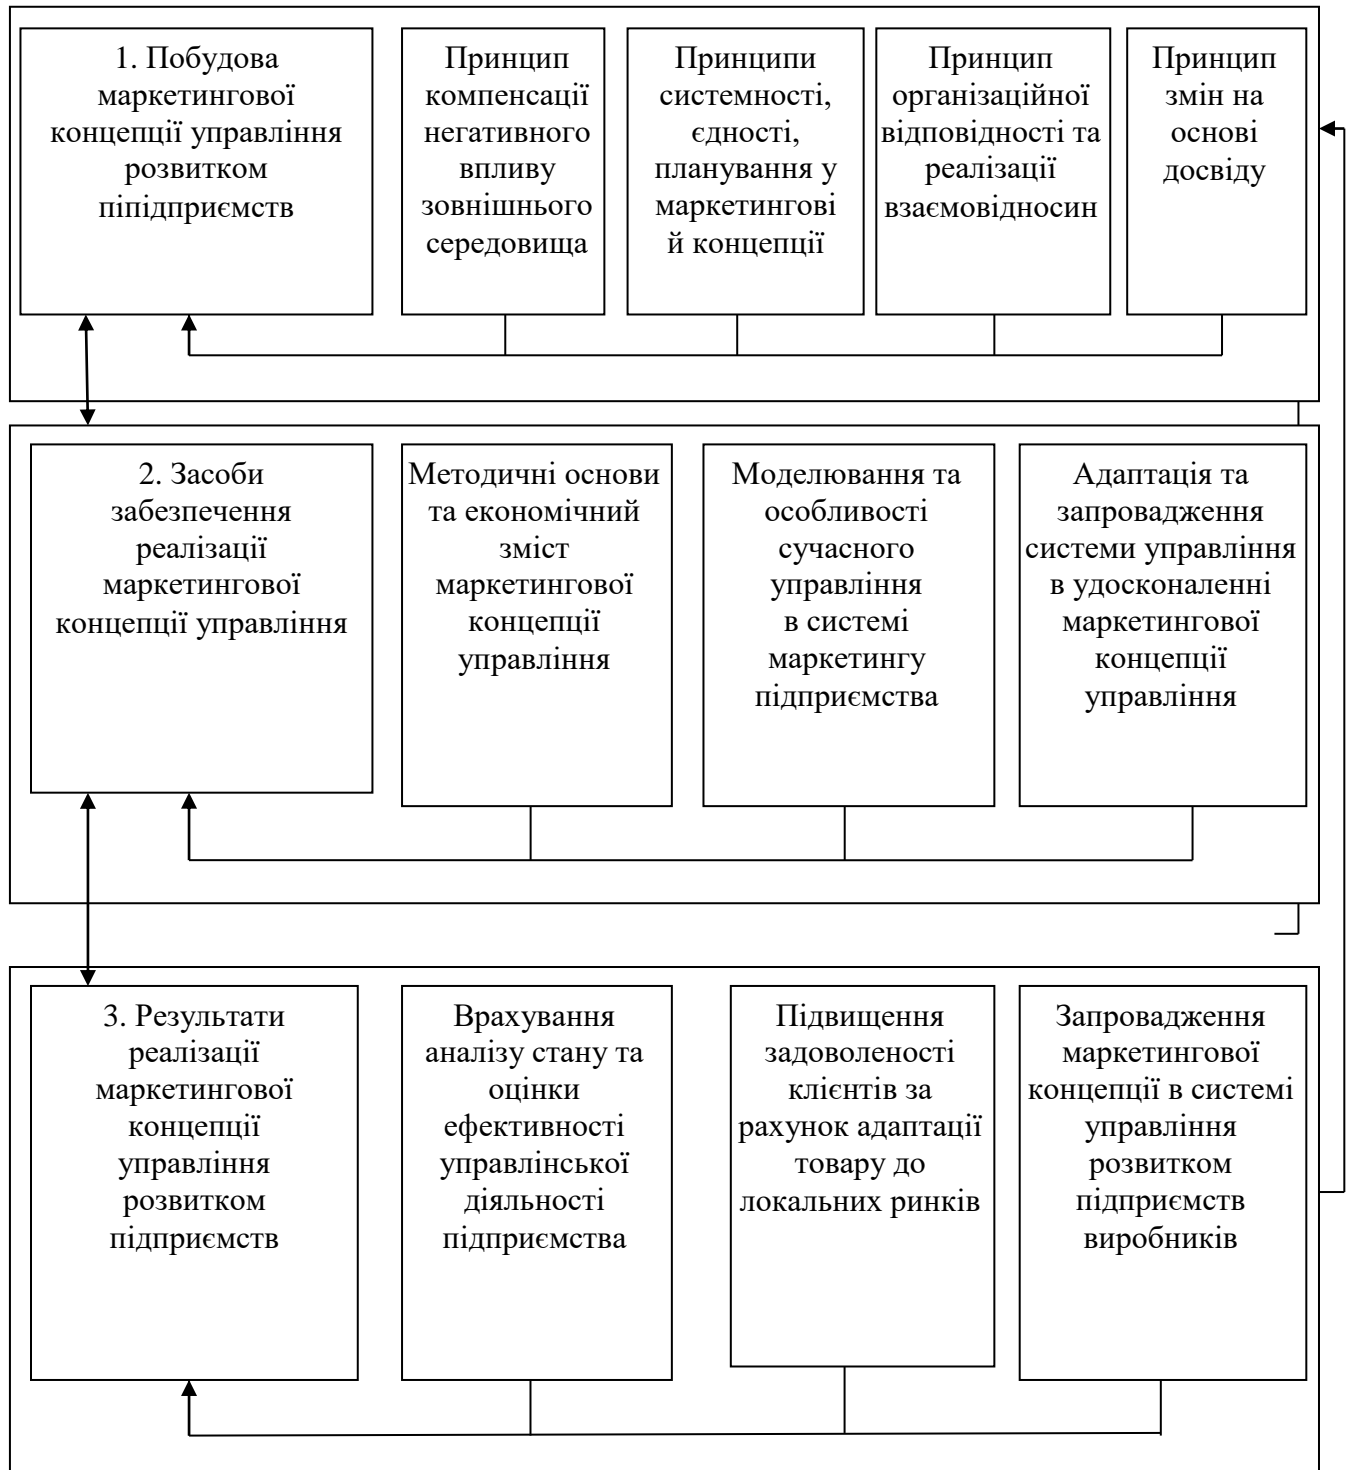 1. Побудова
маркетингової
концепції управління
розвитком
піпідприємств
Принцип
компенсації
негативного
впливу
зовнішнього
середовища
Принципи
системності,
єдності,
планування у
маркетингові
й концепції
Принцип
організаційної
відповідності та
реалізації
взаємовідносин
Принцип
змін на
основі
досвіду
2. Засоби
забезпечення
реалізації
маркетингової
концепції управління
Методичні основи
та економічний
зміст
маркетингової
концепції
управління
Моделювання та
особливості
сучасного
управління
в системі
маркетингу
підприємства
Адаптація та
запровадження
системи управління
в удосконаленні
маркетингової
концепції
управління
3. Результати
реалізації
маркетингової
концепції
управління
розвитком
підприємств
Врахування
аналізу стану та
оцінки
ефективності
управлінської
діяльності
підприємства
Підвищення
задоволеності
клієнтів за
рахунок адаптації
товару до
локальних ринків
Запровадження
маркетингової
концепції в системі
управління
розвитком
підприємств
виробників